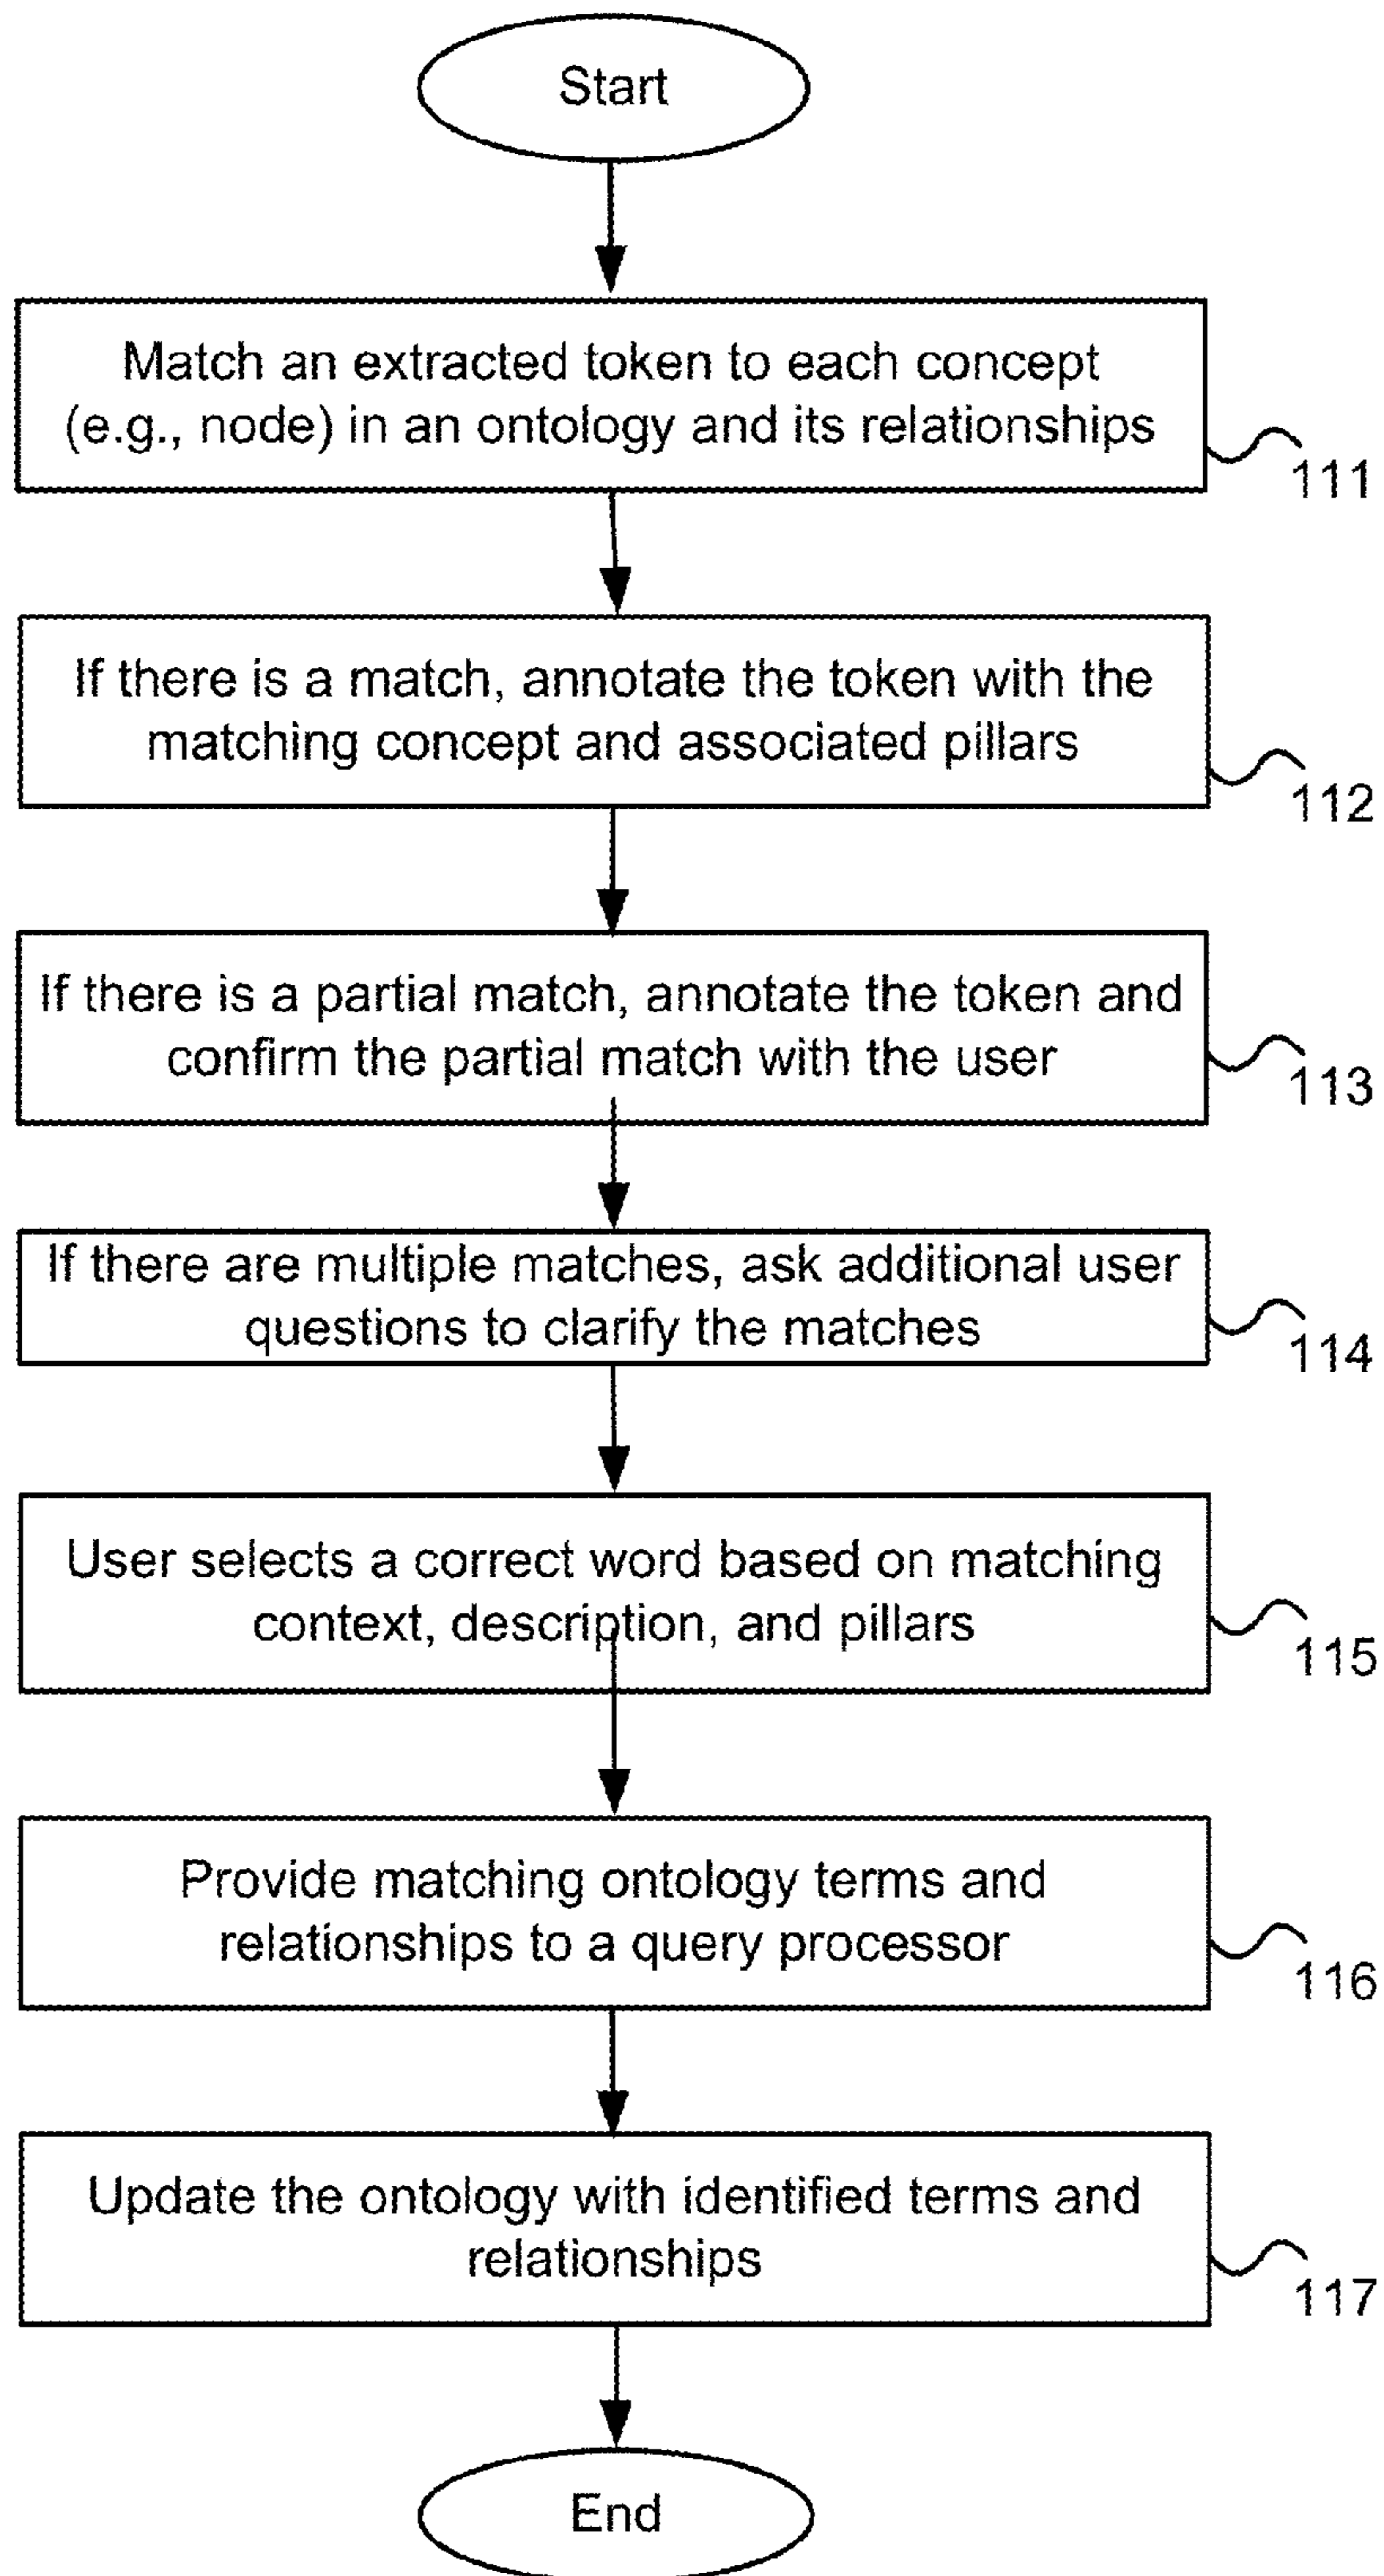 Start
Match an extracted token to each concept
(e.g., node) in an ontology and its relationships
111
If there is a match, annotate the token with the
matching concept and associated pillars
112
If there is a partial match, annotate the token and
confirm the partial match with the user
113
If there are multiple matches, ask additional user
questions to clarify the matches
114
User selects a correct word based on matching
context, description, and pillars
115
Provide matching ontology terms and
relationships to a query processor
116
Update the ontology with identified terms and
relationships
117
End